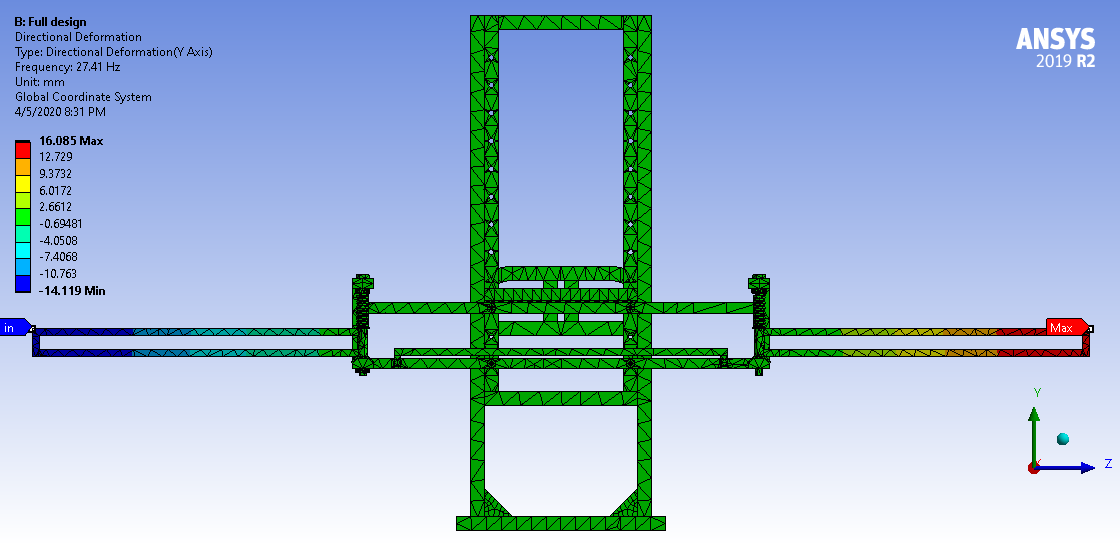 B: Full design
Directional Deformation
Type: Directional Deformation(Y Axis)
Frequency: 27.41 Hz
Unit: mm
Global Coordinate System
4/5/2020 8:31 PM
ANSYS
2019 R2
16.085 Max
12.729
9.3732
6.0172
2.6612
-0.69481
-4.0508
-7.4068
-10.763
-14.119 Min
in
Max
Y
X
Z